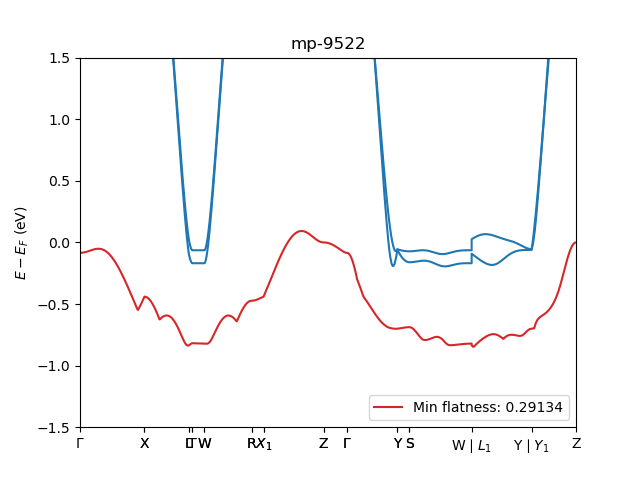 mp-9522
E − E_F (eV)
1.5
1.0
0.5
0.0
−0.5
−1.0
−1.5
Min flatness: 0.29134
Γ X L T W R X₁ Z Γ Y S W | L₁ Y | Y₁ Z